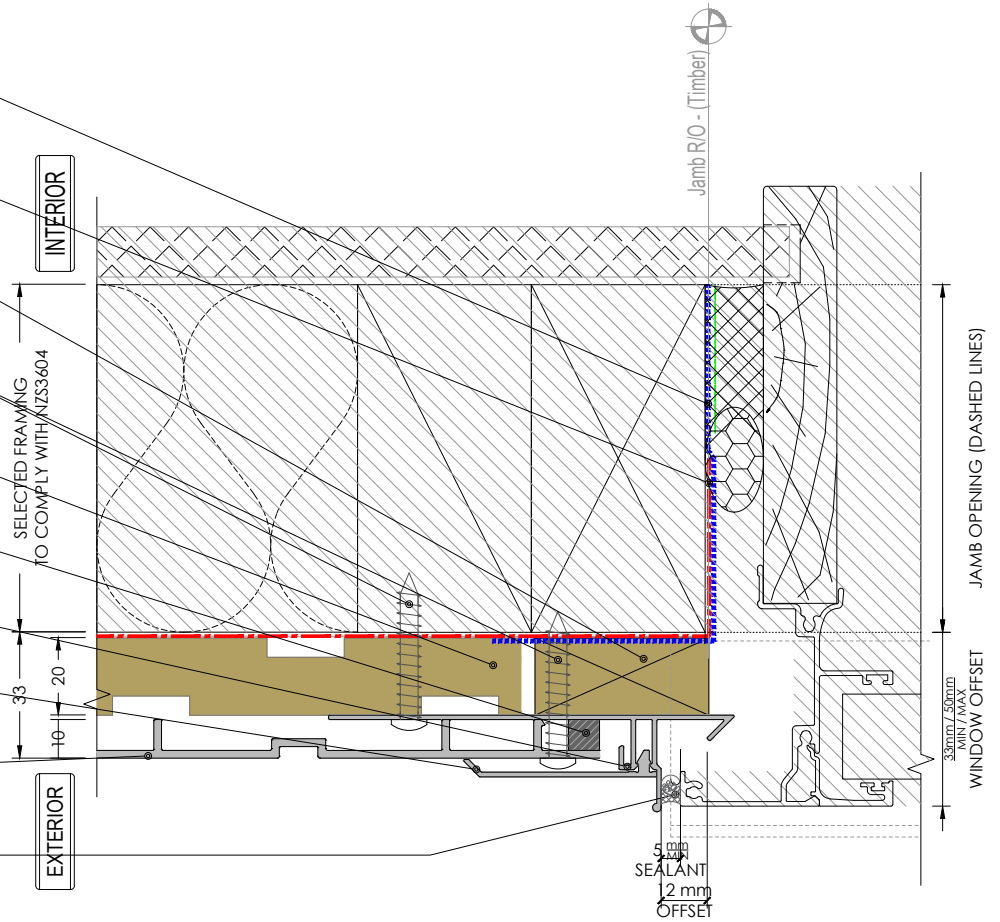 Jamb R/O - (Timber)
INTERIOR
SELECTED FRAMING
TO COMPLY WITH NZS3604
33
20
10
EXTERIOR
JAMB OPENING (DASHED LINES)
33mm / 50mm
MIN / MAX
WINDOW OFFSET
5 mm
MIN
SEALANT
12 mm
OFFSET